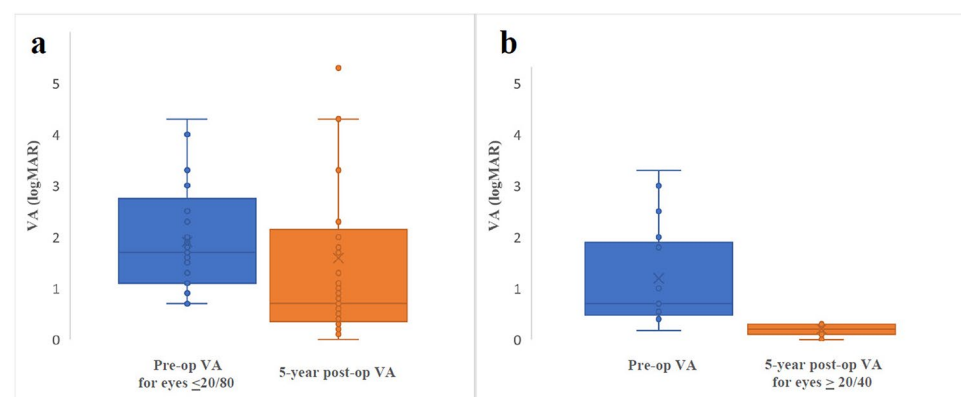 a
VA (logMAR)
5
4
3
2
1
0
Pre-op VA
for eyes ≤20/80
5-year post-op VA
b
VA (logMAR)
5
4
3
2
1
0
Pre-op VA
5-year post-op VA
for eyes ≥ 20/40